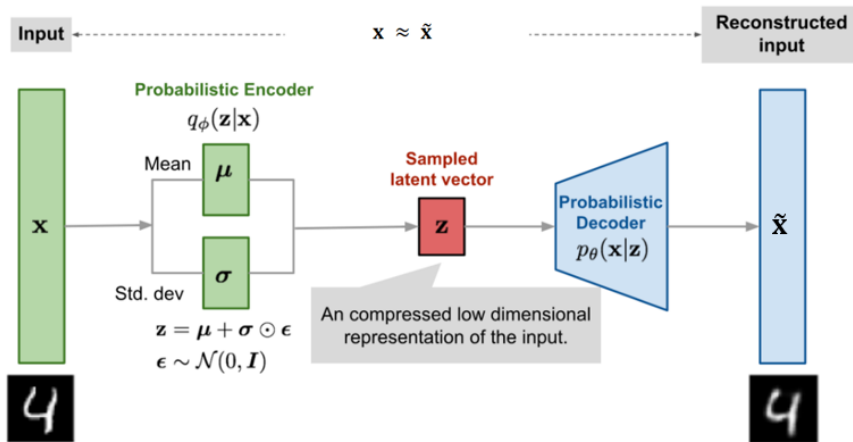 Input
x ≈ x̃
Reconstructed
input
Probabilistic Encoder
qϕ(z|x)
Mean
μ
x
Std. dev
σ
z = μ + σ ⊙ ϵ
ϵ ∼ N(0, I)
Sampled
latent vector
z
An compressed low dimensional
representation of the input.
Probabilistic
Decoder
pθ(x|z)
x̃
4
4